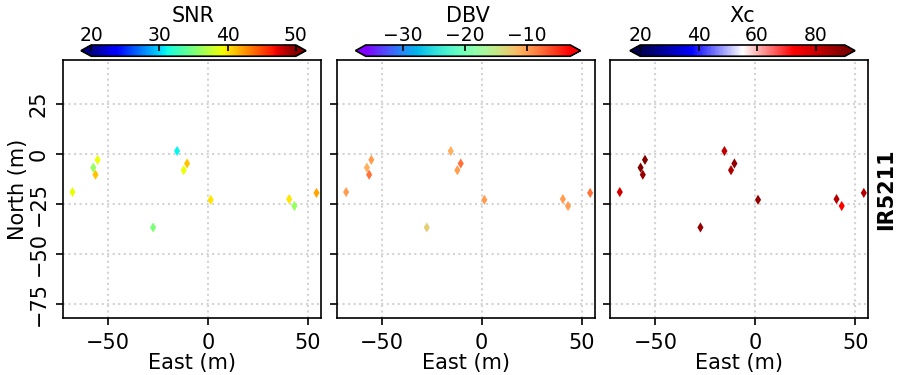 SNR DBV Xc
20 30 40 50 −30 −20 −10 20 40 60 80
25
0
−25
−50
−75
North (m)
IR5211
−50 0 50 −50 0 50 −50 0 50
East (m) East (m) East (m)